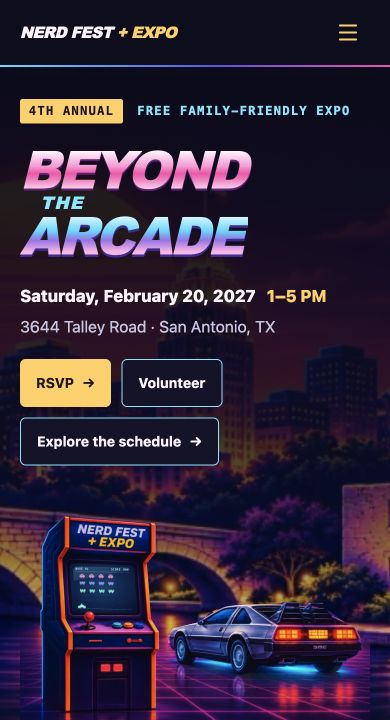 NERD FEST + EXPO
4TH ANNUAL FREE FAMILY-FRIENDLY EXPO
BEYOND
THE
ARCADE
Saturday, February 20, 2027 1–5 PM
3644 Talley Road · San Antonio, TX
RSVP → Volunteer
Explore the schedule →
NERD FEST
+ EXPO